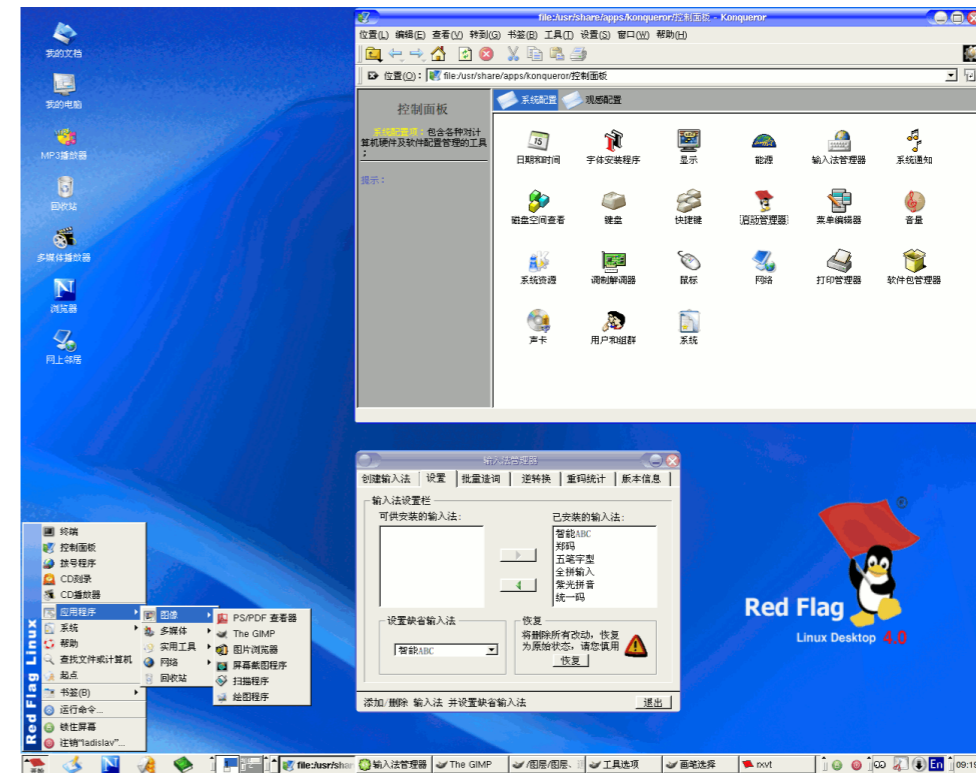 我的文档
我的电脑
MP3播放器
回收站
多媒体播放器
浏览器
网上邻居
file:/usr/share/apps/konqueror/控制面板 - Konqueror
位置(L) 编辑(E) 查看(V) 转到(G) 书签(B) 工具(T) 设置(S) 窗口(W) 帮助(H)
位置(O): file:/usr/share/apps/konqueror/控制面板
控制面板
系统配置项：包含各种对计
算机硬件及软件配置管理的工具
；
提示：
系统配置 观感配置
日期和时间 字体安装程序 显示 能源 输入法管理器 系统通知
磁盘空间查看 键盘 快捷键 启动管理器 菜单编辑器 音量
系统资源 调制解调器 鼠标 网络 打印管理器 软件包管理器
声卡 用户和组群 系统
输入法管理器
创建输入法 设置 批量造词 逆转换 重码统计 版本信息
输入法设置栏
可供安装的输入法: 已安装的输入法:
智能ABC
郑码
五笔字型
全拼输入
紫光拼音
统一码
设置缺省输入法
智能ABC
恢复
将删除所有改动，恢复
为原始状态，请您慎用
恢复
添加/删除 输入法 并设置缺省输入法
退出
Red Flag
Linux Desktop 4.0
Red Flag Linux
终端
控制面板
拨号程序
CD刻录
CD播放器
应用程序
系统
帮助
查找文件或计算机
起点
书签(B)
运行命令...
锁住屏幕
注销"ladislav"...
图像
多媒体
实用工具
网络
回收站
PS/PDF 查看器
The GIMP
图片浏览器
屏幕截图程序
扫描程序
绘图程序
file:/usr/shar 输入法管理器 The GIMP /图层/图层、 工具选项 画笔选择 rxvt En 09:18